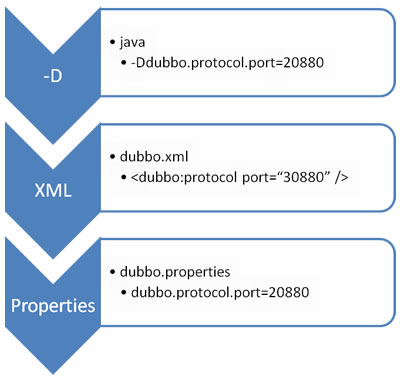 -D
• java
• -Ddubbo.protocol.port=20880
XML
• dubbo.xml
• <dubbo:protocol port=“30880” />
Properties
• dubbo.properties
• dubbo.protocol.port=20880